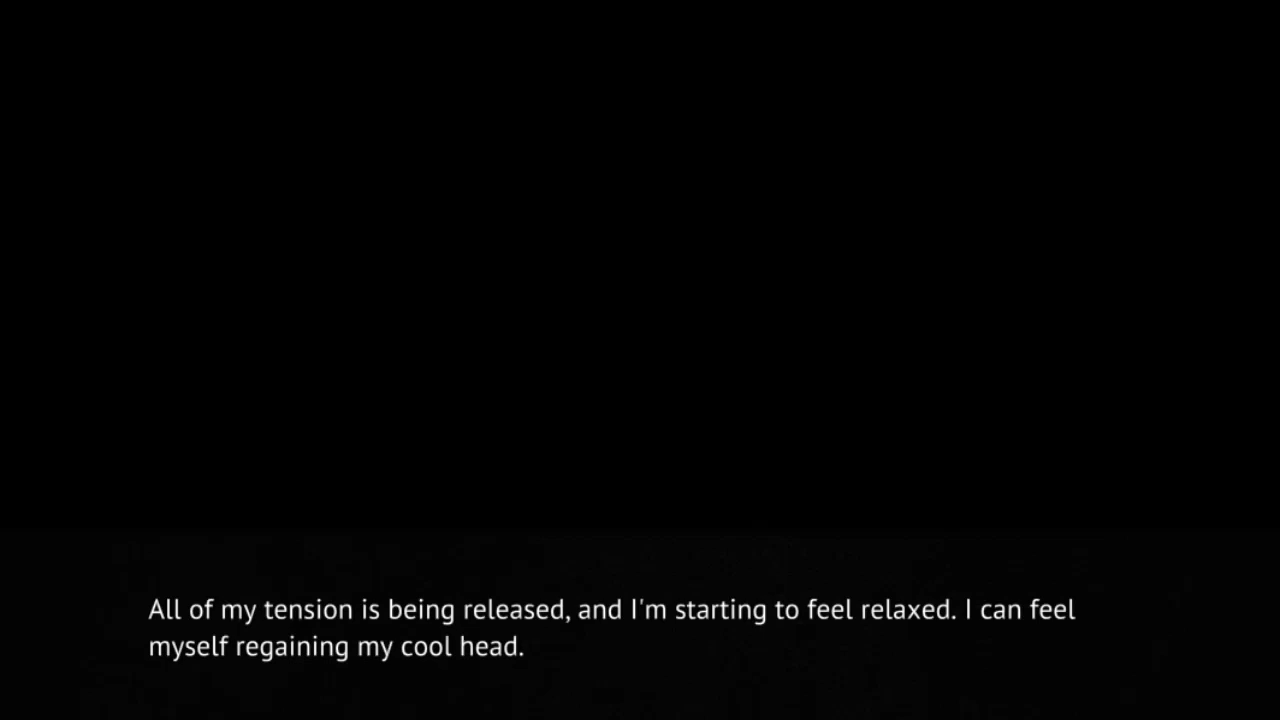 All of my tension is being released, and I'm starting to feel relaxed. I can feel
myself regaining my cool head.